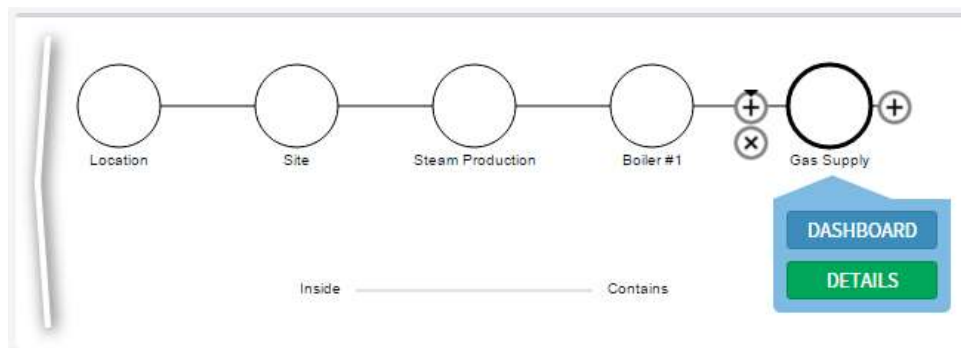 Location
Site
Steam Production
Boiler #1
Gas Supply
DASHBOARD
DETAILS
Inside
Contains